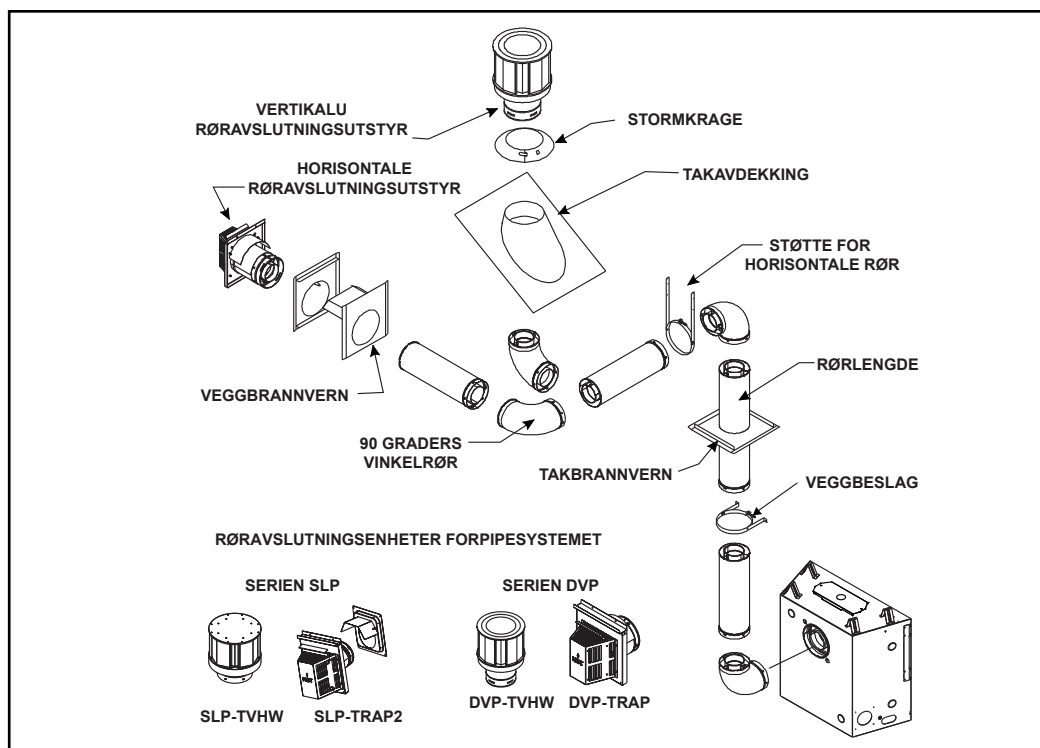 VERTIKALU
RØRAVSLUTNINGSUTSTYR
STORMKRAGE
HORISONTALE
RØRAVSLUTNINGSUTSTYR
TAKAVDEKKING
STØTTE FOR
HORISONTALE RØR
VEGGBRANNVERN
RØRLENGDE
90 GRADERS
VINKELRØR
TAKBRANNVERN
VEGGBESLAG
RØRAVSLUTNINGSENHETER FORPIPESYSTEMET
SERIEN SLP
SERIEN DVP
SLP-TVHW
SLP-TRAP2
DVP-TVHW
DVP-TRAP